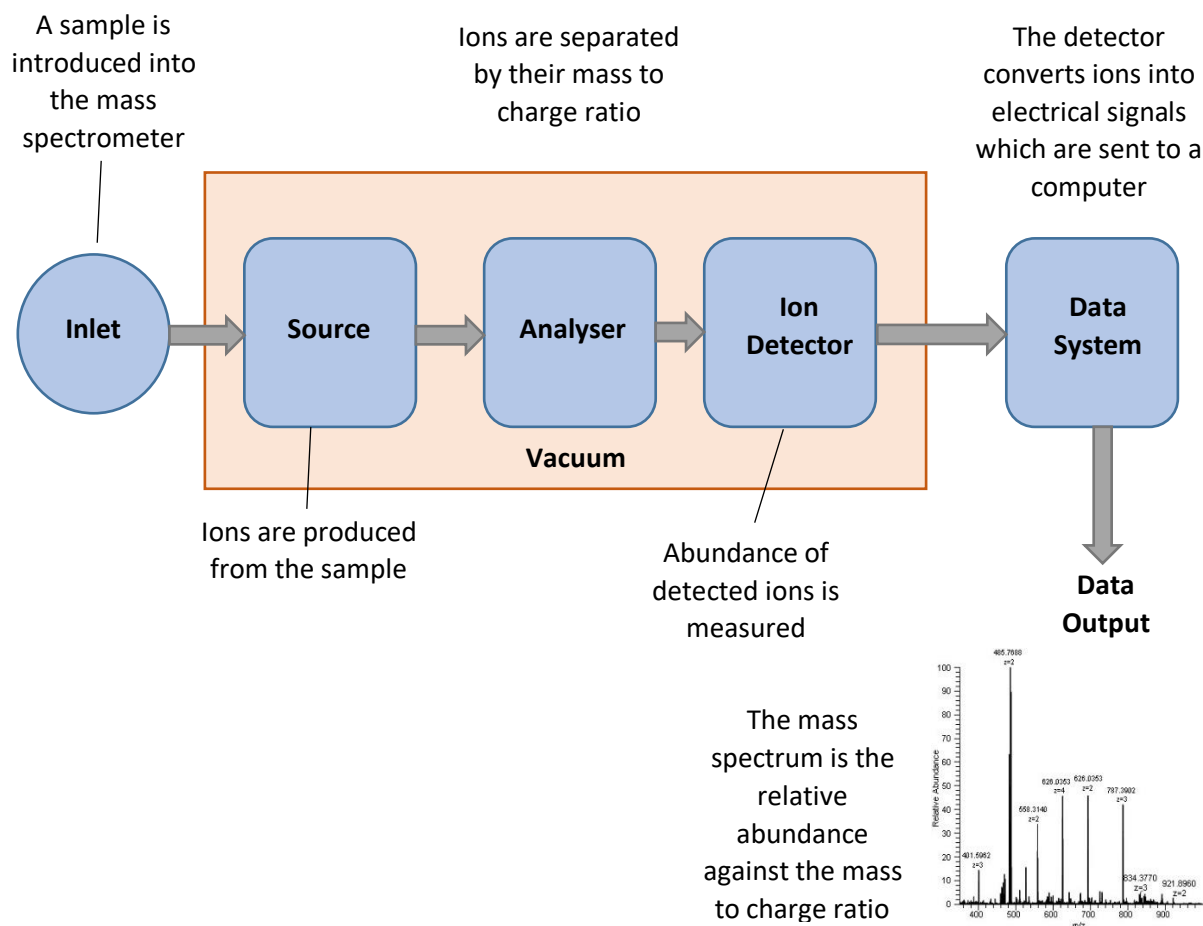 A sample is
introduced into
the mass
spectrometer
Ions are separated
by their mass to
charge ratio
The detector
converts ions into
electrical signals
which are sent to a
computer
Inlet
Source
Analyser
Ion
Detector
Data
System
Vacuum
Ions are produced
from the sample
Abundance of
detected ions is
measured
Data
Output
The mass
spectrum is the
relative
abundance
against the mass
to charge ratio
Relative Abundance
100
90
80
70
60
50
40
30
20
10
0
485.7688
z=2
626.0353
z=4
626.0353
z=2
787.3902
z=3
558.3140
z=2
401.5962
z=3
834.3770
z=3
921.8960
z=2
400
500
600
700
800
900